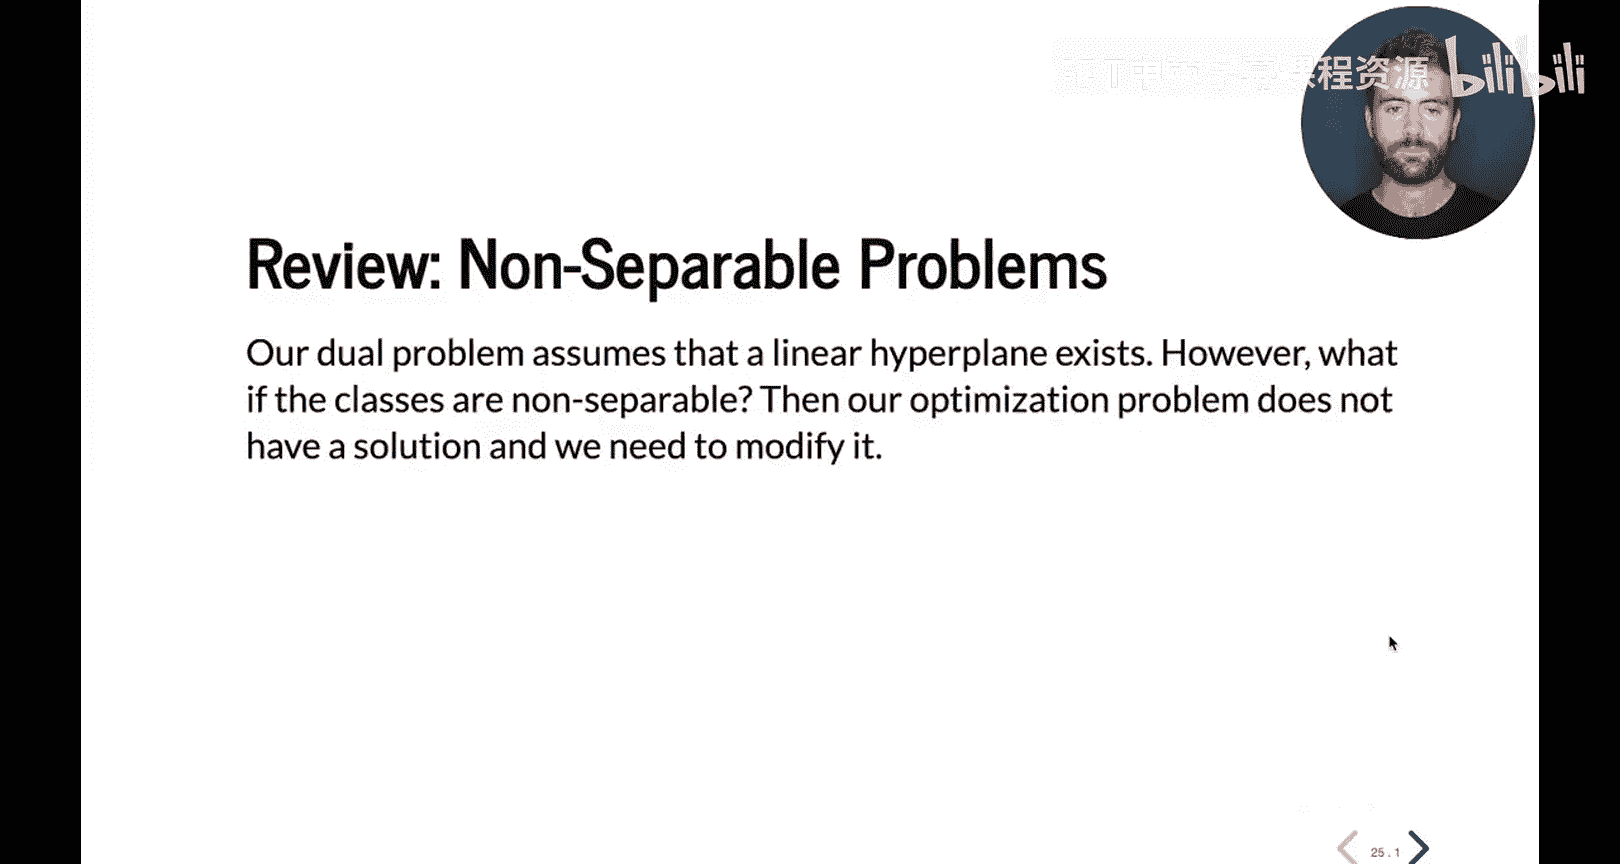 程资源 bilibili
Review: Non-Separable Problems
Our dual problem assumes that a linear hyperplane exists. However, what
if the classes are non-separable? Then our optimization problem does not
have a solution and we need to modify it.
25.1